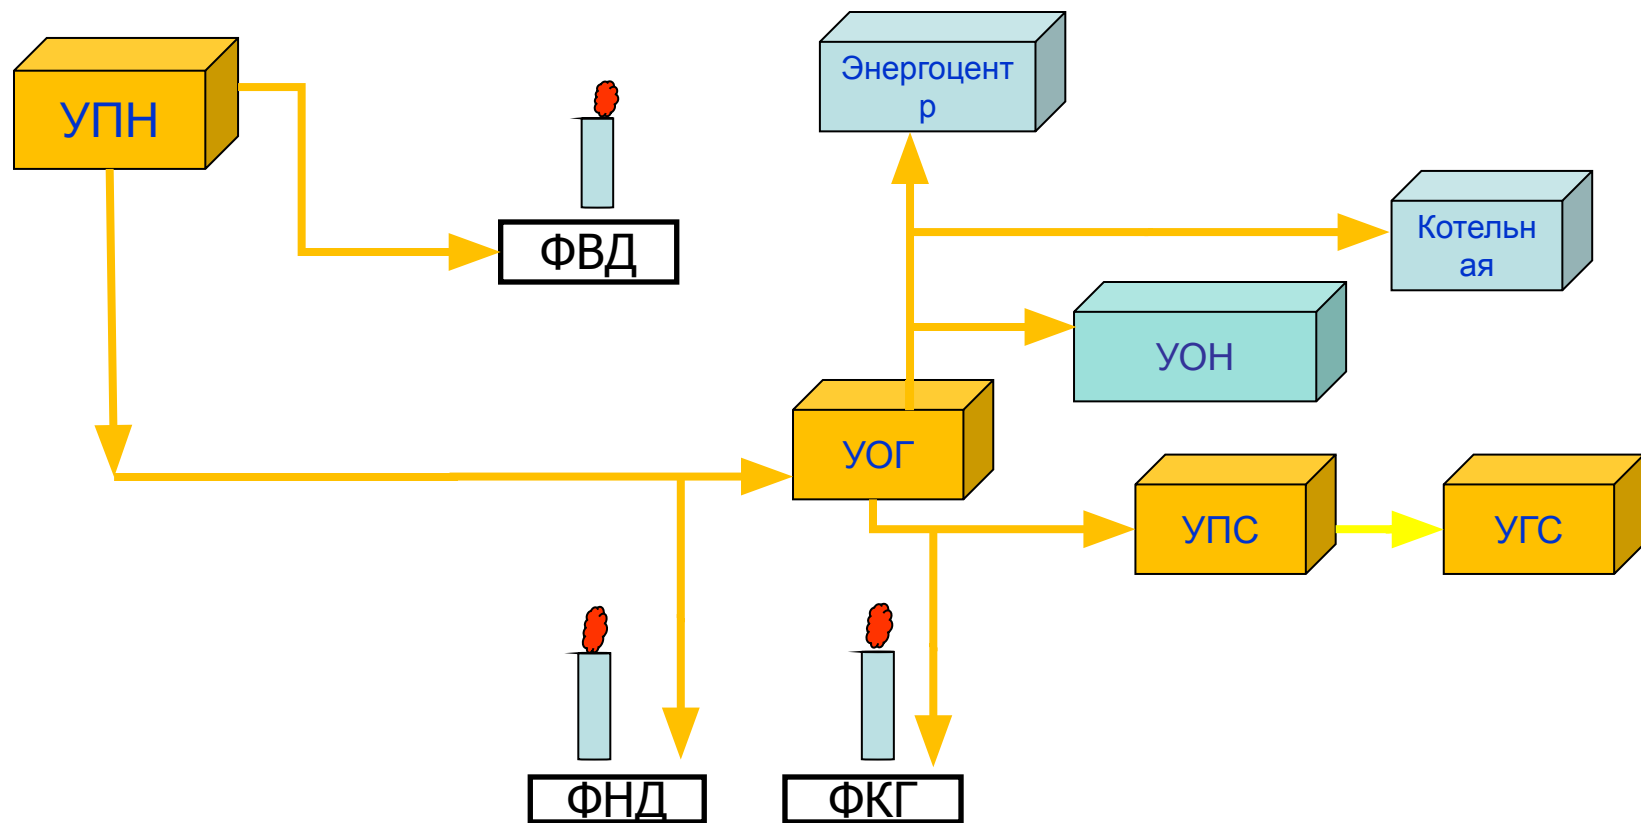 Энергоцент
р
УПН
Котельн
ая
ФВД
УОН
УОГ
УПС
УГС
ФНД
ФКГ